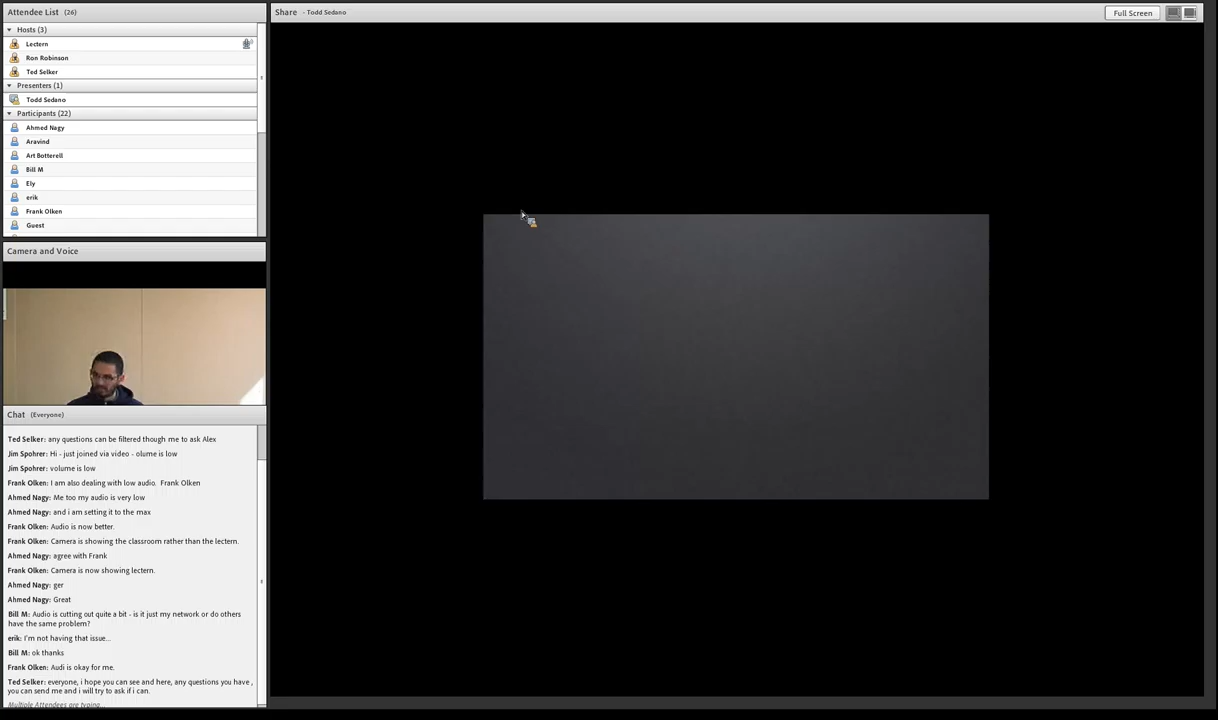 Attendee List (26)
Hosts (3)
Lectern
Ron Robinson
Ted Selker
Presenters (1)
Todd Sedano
Participants (22)
Ahmed Nagy
Aravind
Art Botterell
Bill M
Ely
erik
Frank Olken
Guest
Camera and Voice
Chat (Everyone)
Ted Selker: any questions can be filtered though me to ask Alex
Jim Spohrer: Hi - just joined via video - olume is low
Jim Spohrer: volume is low
Frank Olken: I am also dealing with low audio. Frank Olken
Ahmed Nagy: Me too my audio is very low
Ahmed Nagy: and i am setting it to the max
Frank Olken: Audio is now better.
Frank Olken: Camera is showing the classroom rather than the lectern.
Ahmed Nagy: agree with Frank
Frank Olken: Camera is now showing lectern.
Ahmed Nagy: ger
Ahmed Nagy: Great
Bill M: Audio is cutting out quite a bit - is it just my network or do others
have the same problem?
erik: I'm not having that issue...
Bill M: ok thanks
Frank Olken: Audi is okay for me.
Ted Selker: everyone, i hope you can see and here, any questions you have ,
you can send me and i will try to ask if i can.
Multiple Attendees are typing...
Share - Todd Sedano
Full Screen